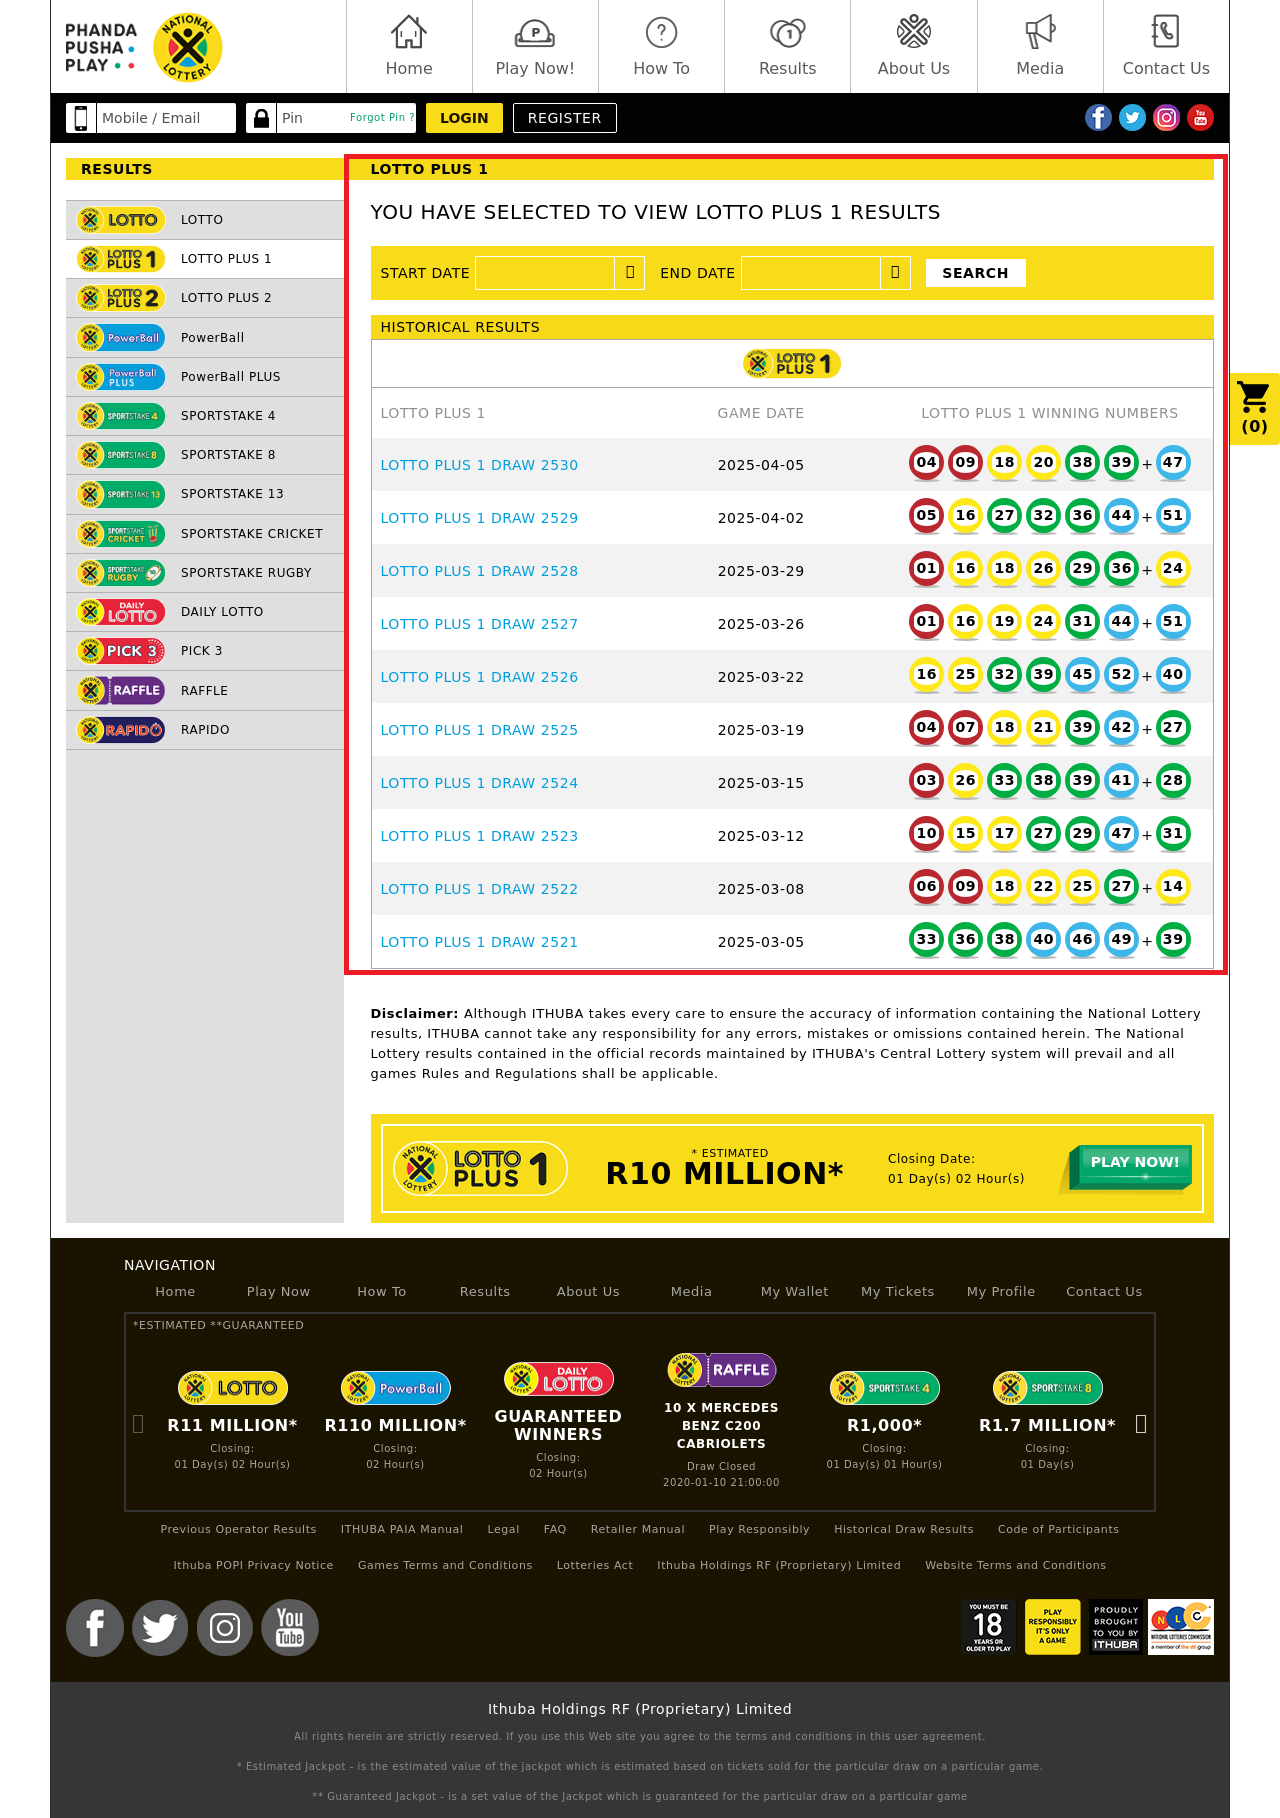 PHANDA
PUSHA
PLAY
NATIONAL
LOTTERY
Home
Play Now!
How To
Results
About Us
Media
Contact Us
Mobile / Email
Pin
Forgot Pin ?
LOGIN
REGISTER
RESULTS
LOTTO
LOTTO PLUS 1
LOTTO PLUS 2
PowerBall
PowerBall PLUS
SPORTSTAKE 4
SPORTSTAKE 8
SPORTSTAKE 13
SPORTSTAKE CRICKET
SPORTSTAKE RUGBY
DAILY LOTTO
PICK 3
RAFFLE
RAPIDO
LOTTO PLUS 1
YOU HAVE SELECTED TO VIEW LOTTO PLUS 1 RESULTS
START DATE
END DATE
SEARCH
HISTORICAL RESULTS
LOTTO PLUS 1
LOTTO PLUS 1 GAME DATE LOTTO PLUS 1 WINNING NUMBERS
LOTTO PLUS 1 DRAW 2530 2025-04-05 04 09 18 20 38 39 + 47
LOTTO PLUS 1 DRAW 2529 2025-04-02 05 16 27 32 36 44 + 51
LOTTO PLUS 1 DRAW 2528 2025-03-29 01 16 18 26 29 36 + 24
LOTTO PLUS 1 DRAW 2527 2025-03-26 01 16 19 24 31 44 + 51
LOTTO PLUS 1 DRAW 2526 2025-03-22 16 25 32 39 45 52 + 40
LOTTO PLUS 1 DRAW 2525 2025-03-19 04 07 18 21 39 42 + 27
LOTTO PLUS 1 DRAW 2524 2025-03-15 03 26 33 38 39 41 + 28
LOTTO PLUS 1 DRAW 2523 2025-03-12 10 15 17 27 29 47 + 31
LOTTO PLUS 1 DRAW 2522 2025-03-08 06 09 18 22 25 27 + 14
LOTTO PLUS 1 DRAW 2521 2025-03-05 33 36 38 40 46 49 + 39
(0)
Disclaimer: Although ITHUBA takes every care to ensure the accuracy of information containing the National Lottery
results, ITHUBA cannot take any responsibility for any errors, mistakes or omissions contained herein. The National
Lottery results contained in the official records maintained by ITHUBA's Central Lottery system will prevail and all
games Rules and Regulations shall be applicable.
NATIONAL LOTTERY
LOTTO PLUS 1
* ESTIMATED
R10 MILLION*
Closing Date:
01 Day(s) 02 Hour(s)
PLAY NOW!
NAVIGATION
Home Play Now How To Results About Us Media My Wallet My Tickets My Profile Contact Us
*ESTIMATED **GUARANTEED
LOTTO
R11 MILLION*
Closing:
01 Day(s) 02 Hour(s)
PowerBall
R110 MILLION*
Closing:
02 Hour(s)
DAILY LOTTO
GUARANTEED
WINNERS
Closing:
02 Hour(s)
RAFFLE
10 X MERCEDES
BENZ C200
CABRIOLETS
Draw Closed
2020-01-10 21:00:00
SPORTSTAKE 4
R1,000*
Closing:
01 Day(s) 01 Hour(s)
SPORTSTAKE 8
R1.7 MILLION*
Closing:
01 Day(s)
Previous Operator Results ITHUBA PAIA Manual Legal FAQ Retailer Manual Play Responsibly Historical Draw Results Code of Participants
Ithuba POPI Privacy Notice Games Terms and Conditions Lotteries Act Ithuba Holdings RF (Proprietary) Limited Website Terms and Conditions
You
Tube
YOU MUST BE
18
YEARS OR
OLDER TO PLAY
PLAY
RESPONSIBLY
IT'S ONLY
A GAME
PROUDLY
BROUGHT
TO YOU BY
ITHUBA
NLC
NATIONAL LOTTERIES COMMISSION
a member of the dti group
Ithuba Holdings RF (Proprietary) Limited
All rights herein are strictly reserved. If you use this Web site you agree to the terms and conditions in this user agreement.
* Estimated Jackpot - is the estimated value of the jackpot which is estimated based on tickets sold for the particular draw on a particular game.
** Guaranteed Jackpot - is a set value of the Jackpot which is guaranteed for the particular draw on a particular game